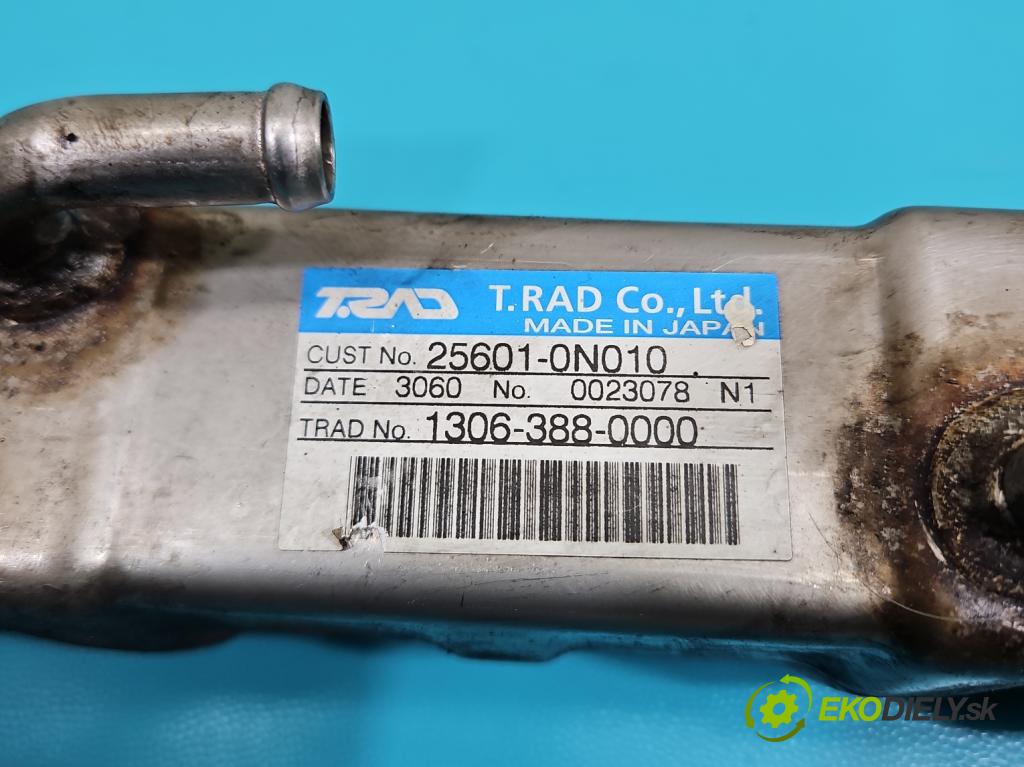 T.RAD T.RAD Co., Ltd.
MADE IN JAPAN
CUST No. 25601-0N010
DATE 3060 No. 0023078 N1
TRAD No. 1306-388-0000
EKODIELY.sk